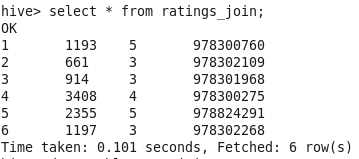 hive> select * from ratings_join;
OK
1 1193 5 978300760
2 661 3 978302109
3 914 3 978301968
4 3408 4 978300275
5 2355 5 978824291
6 1197 3 978302268
Time taken: 0.101 seconds, Fetched: 6 row(s)